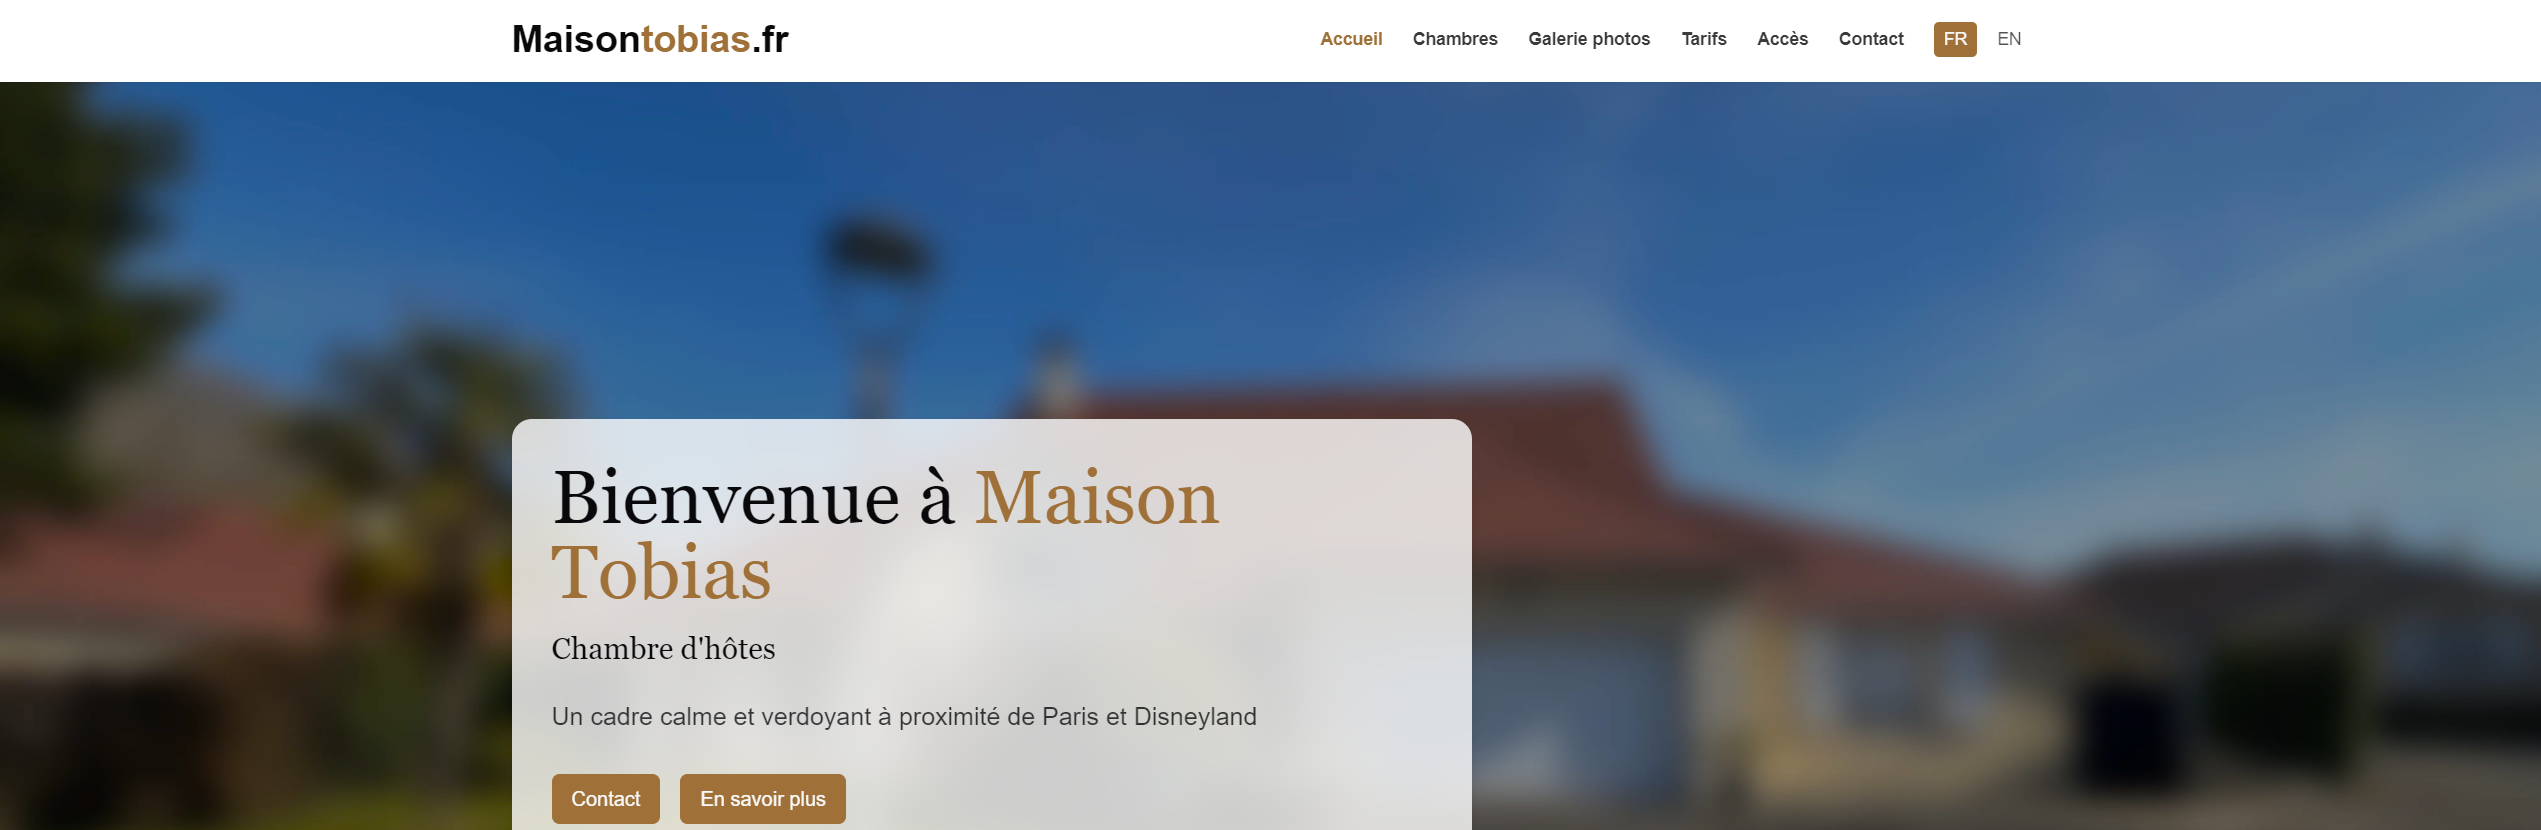 Maisontobias.fr
Accueil Chambres Galerie photos Tarifs Accès Contact FR EN
Bienvenue à Maison
Tobias
Chambre d'hôtes
Un cadre calme et verdoyant à proximité de Paris et Disneyland
Contact En savoir plus